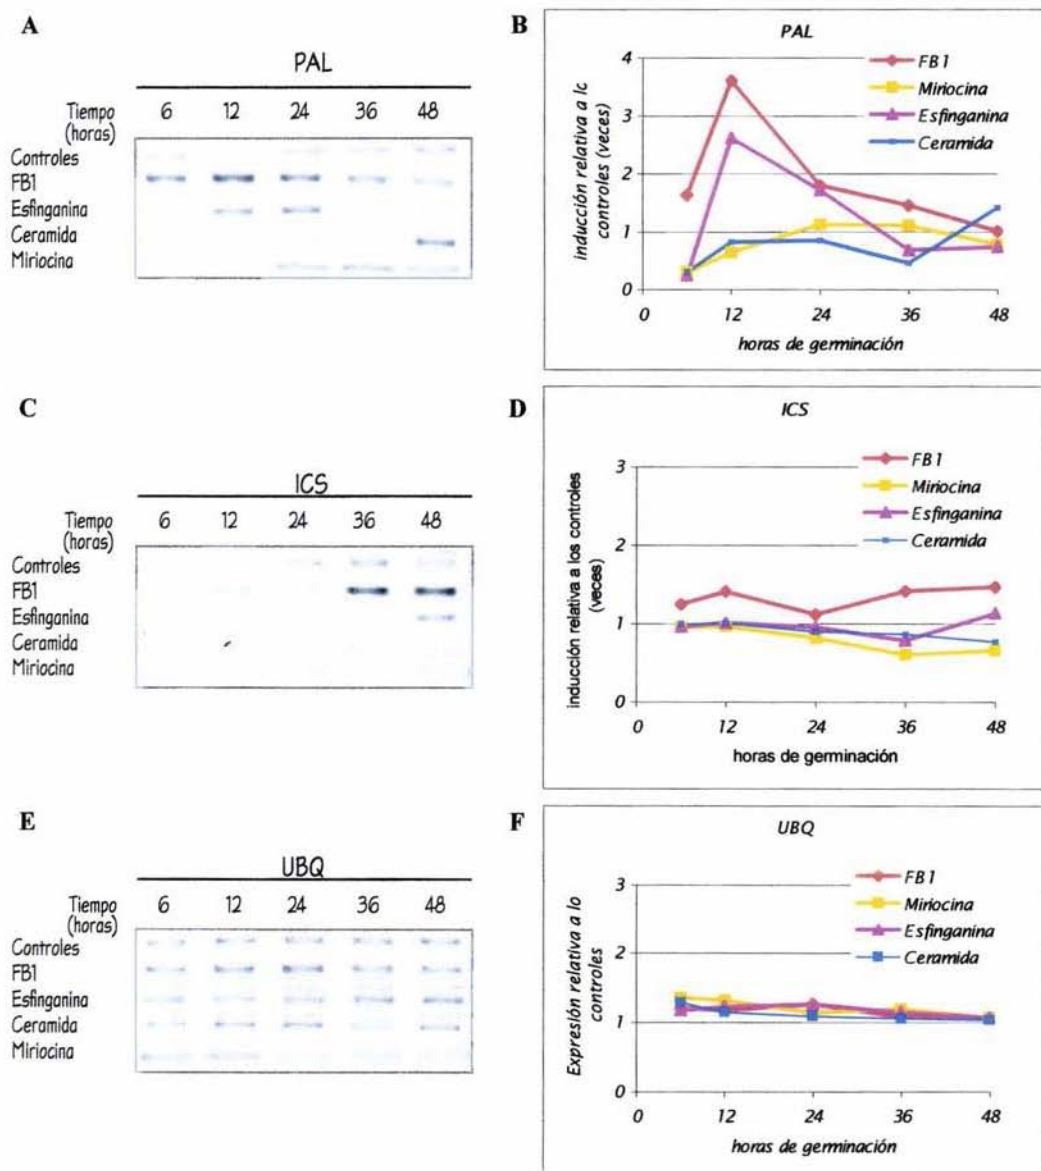 A
PAL
Tiempo (horas) 6 12 24 36 48
Controles
FB1
Esfinganina
Ceramida
Miriocina
B
PAL
inducción relativa a lc
controles (veces)
4
3
2
1
0
FB1
Miriocina
Esfinganina
Ceramida
0 12 24 36 48
horas de germinación
C
ICS
Tiempo (horas) 6 12 24 36 48
Controles
FB1
Esfinganina
Ceramida
Miriocina
D
ICS
inducción relativa a los controles
(veces)
3
2
1
0
FB1
Miriocina
Esfinganina
Ceramida
0 12 24 36 48
horas de germinación
E
UBQ
Tiempo (horas) 6 12 24 36 48
Controles
FB1
Esfinganina
Ceramida
Miriocina
F
UBQ
Expresión relativa a lo
controles
3
2
1
0
FB1
Miriocina
Esfinganina
Ceramida
0 12 24 36 48
horas de germinación